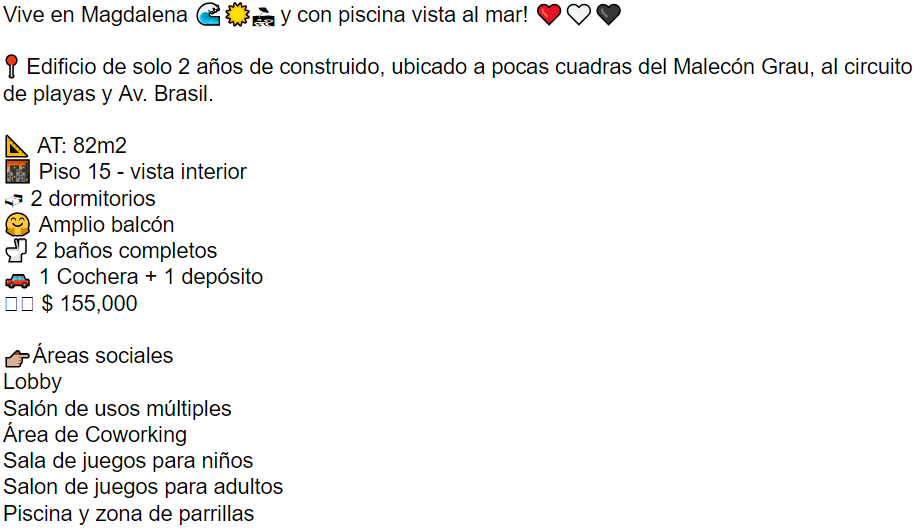 Vive en Magdalena 🌊☀️🏖 y con piscina vista al mar! ❤️🤍🖤
📍 Edificio de solo 2 años de construido, ubicado a pocas cuadras del Malecón Grau, al circuito
de playas y Av. Brasil.
📐 AT: 82m2
🌆 Piso 15 - vista interior
🛏 2 dormitorios
🤗 Amplio balcón
🚽 2 baños completos
🚗 1 Cochera + 1 depósito
$ 155,000
👉🏼Áreas sociales
Lobby
Salón de usos múltiples
Área de Coworking
Sala de juegos para niños
Salon de juegos para adultos
Piscina y zona de parrillas